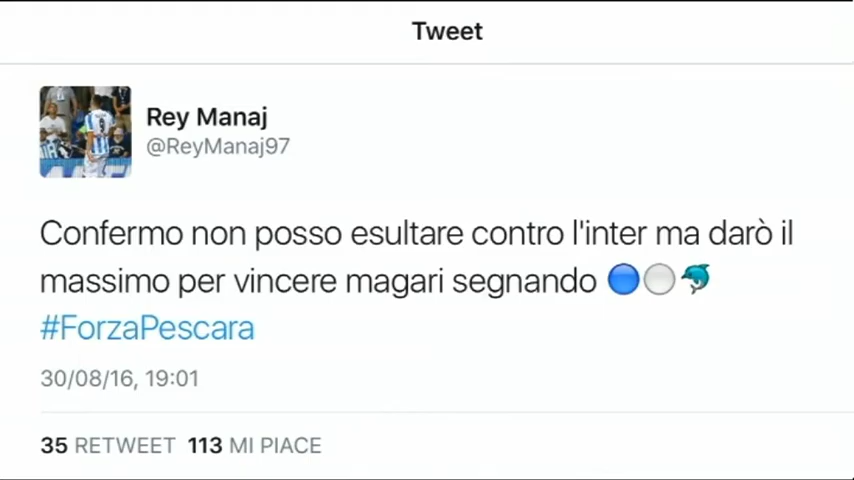 Tweet
Rey Manaj
@ReyManaj97
Confermo non posso esultare contro l'inter ma darò il
massimo per vincere magari segnando 🔵⚪🐬
#ForzaPescara
30/08/16, 19:01
35 RETWEET 113 MI PIACE